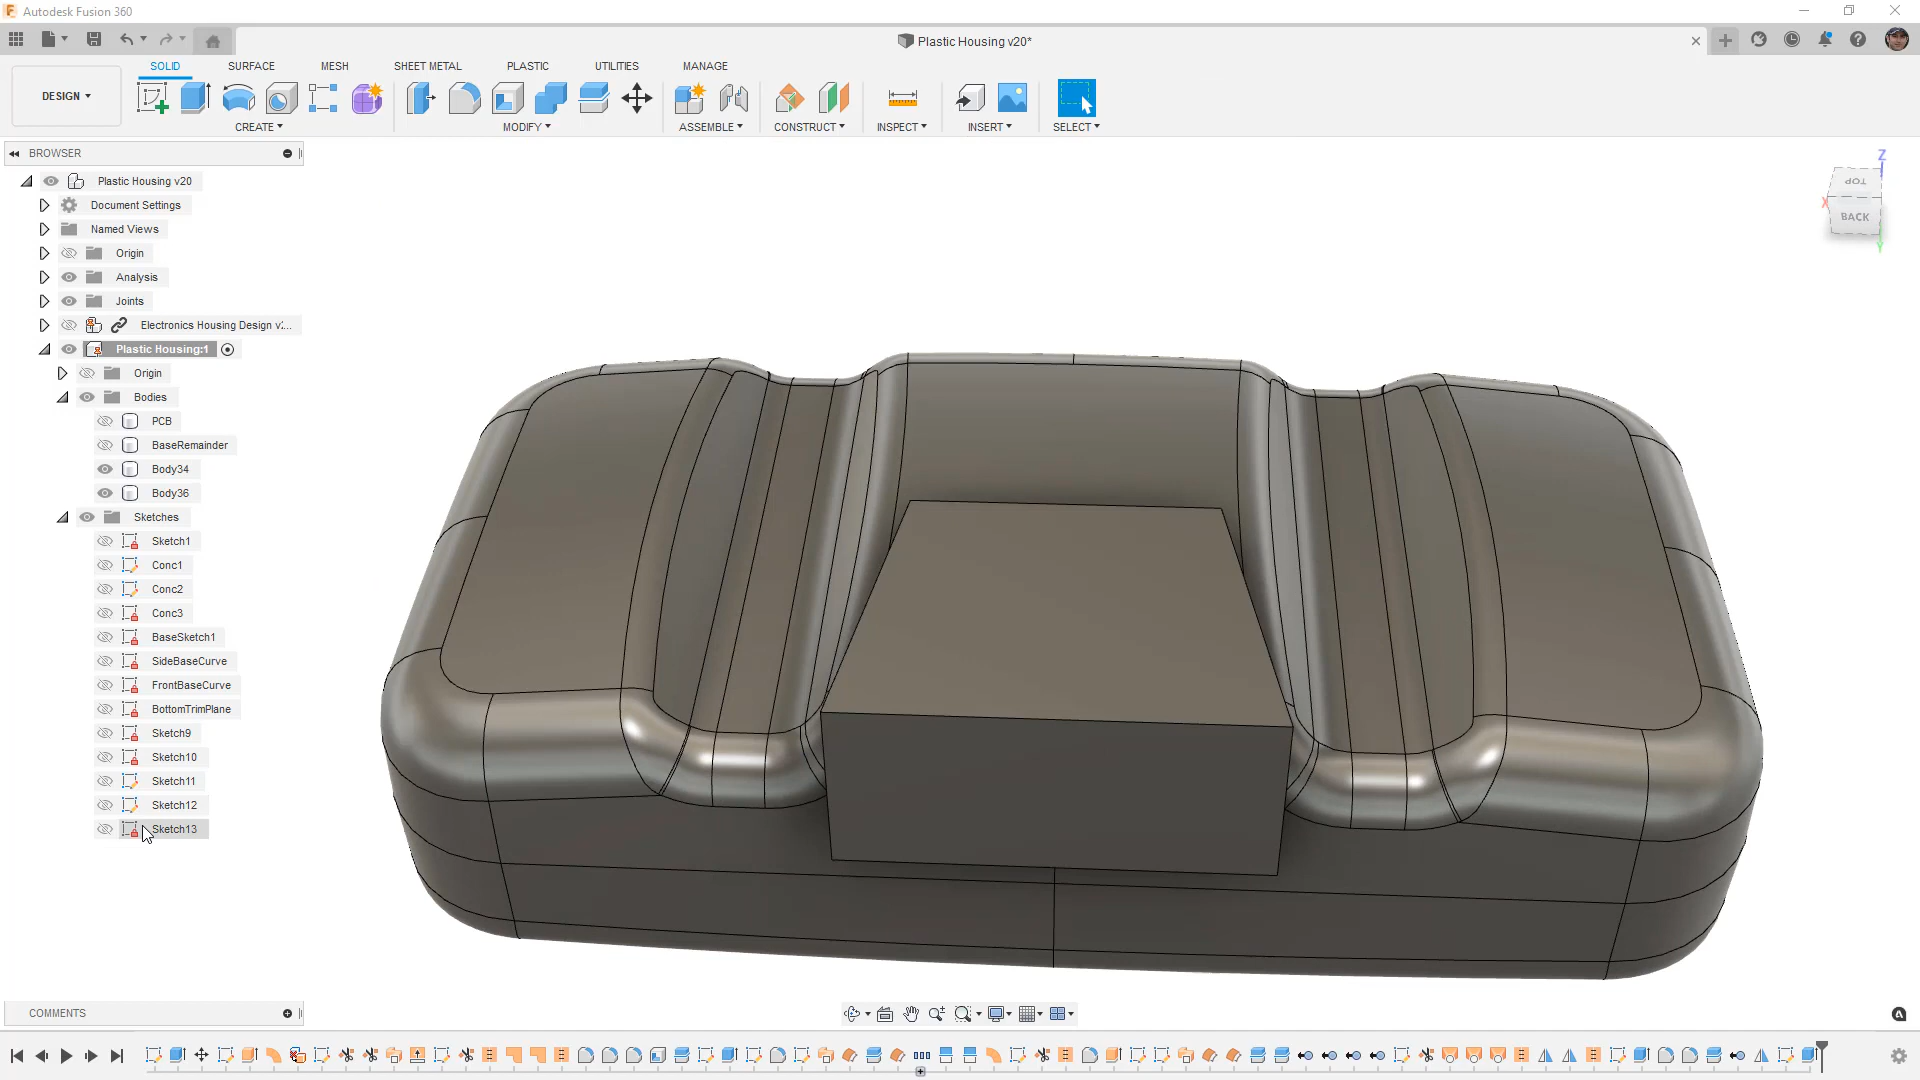 Autodesk Fusion 360
Plastic Housing v20*
DESIGN
SOLID SURFACE MESH SHEET METAL PLASTIC UTILITIES MANAGE
CREATE MODIFY ASSEMBLE CONSTRUCT INSPECT INSERT SELECT
BROWSER
Plastic Housing v20
Document Settings
Named Views
Origin
Analysis
Joints
Electronics Housing Design v2...
Plastic Housing:1
Origin
Bodies
PCB
BaseRemainder
Body34
Body36
Sketches
Sketch1
Conc1
Conc2
Conc3
BaseSketch1
SideBaseCurve
FrontBaseCurve
BottomTrimPlane
Sketch9
Sketch10
Sketch11
Sketch12
Sketch13
Z
TOP
X
BACK
COMMENTS